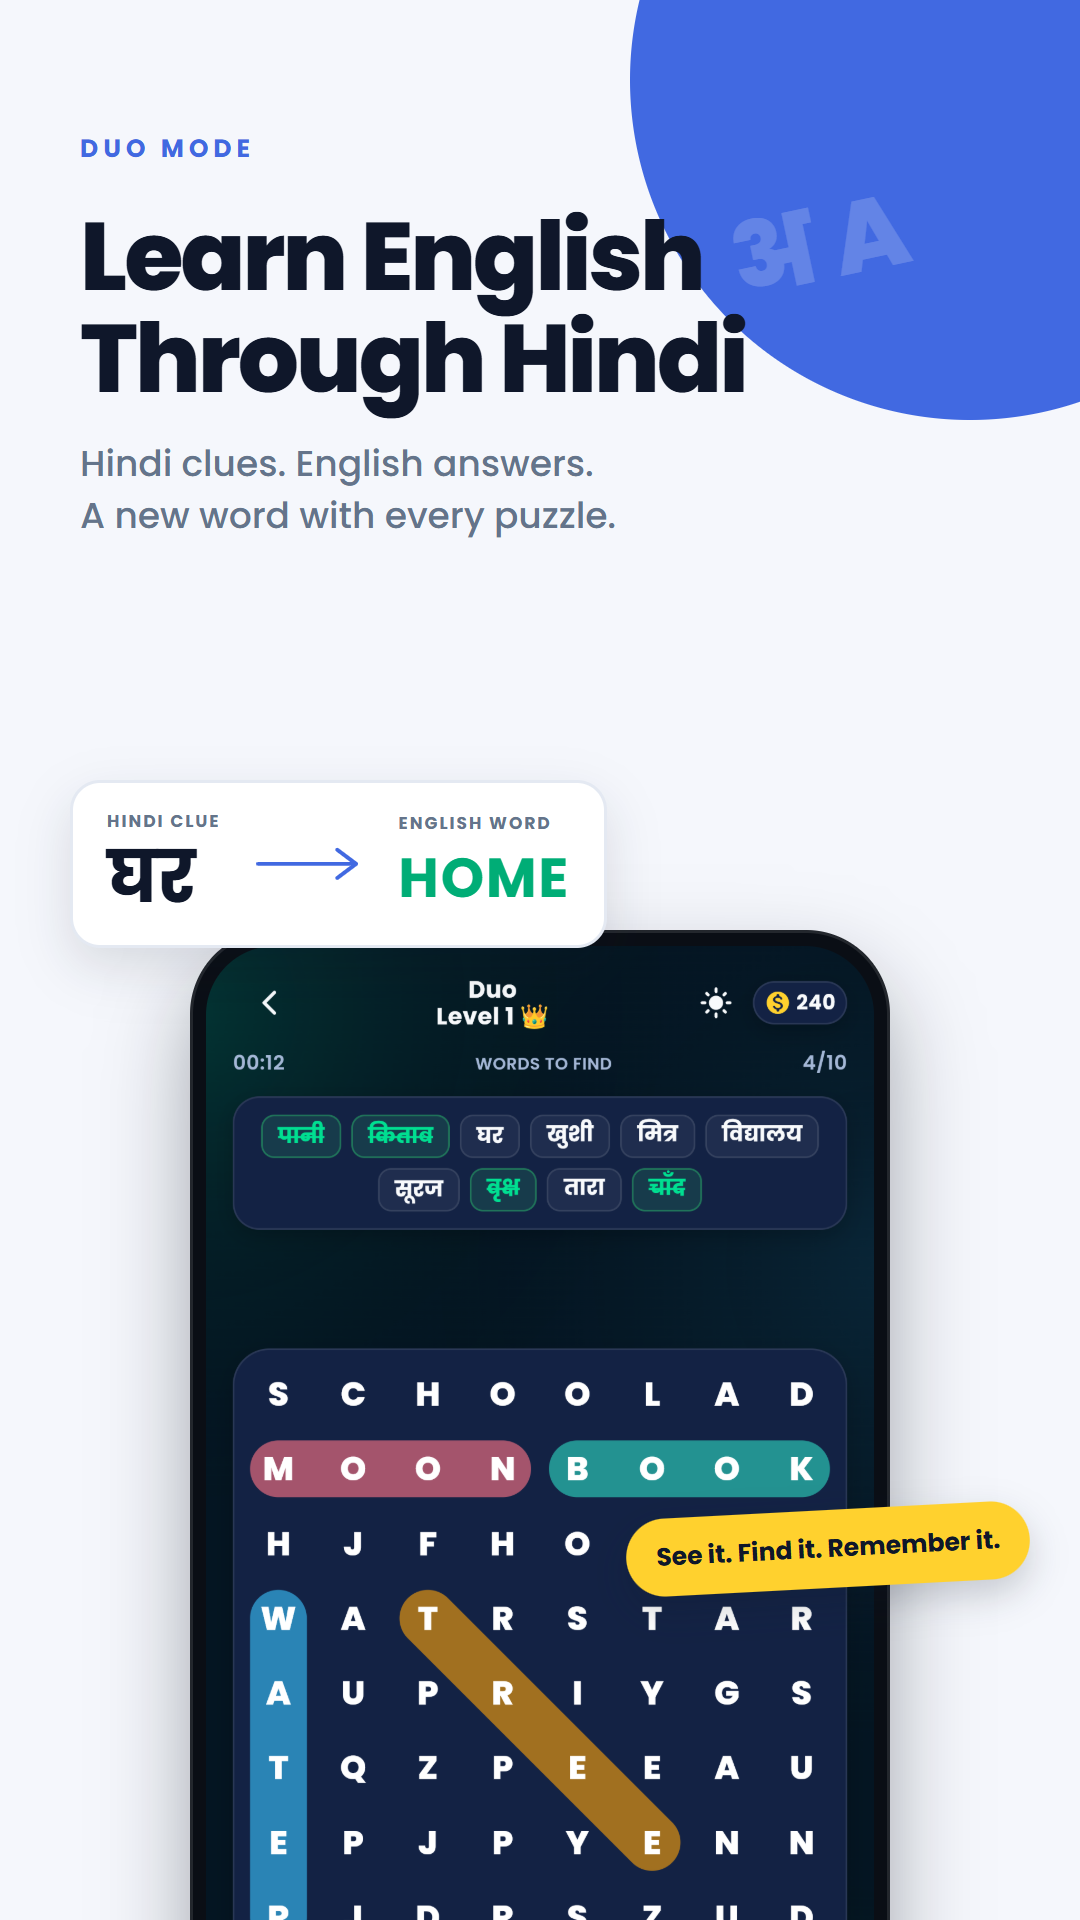 DUO MODE
अ A
Learn English
Through Hindi
Hindi clues. English answers.
A new word with every puzzle.
HINDI CLUE
घर
ENGLISH WORD
HOME
Duo
Level 1 👑
$ 240
00:12
WORDS TO FIND
4/10
पानी किताब घर खुशी मित्र विद्यालय
सूरज वृक्ष तारा चाँद
S C H O O L A D
M O O N B O O K
H J F H O
See it. Find it. Remember it.
W A T R S T A R
A U P R I Y G S
T Q Z P E E A U
E P J P Y E N N